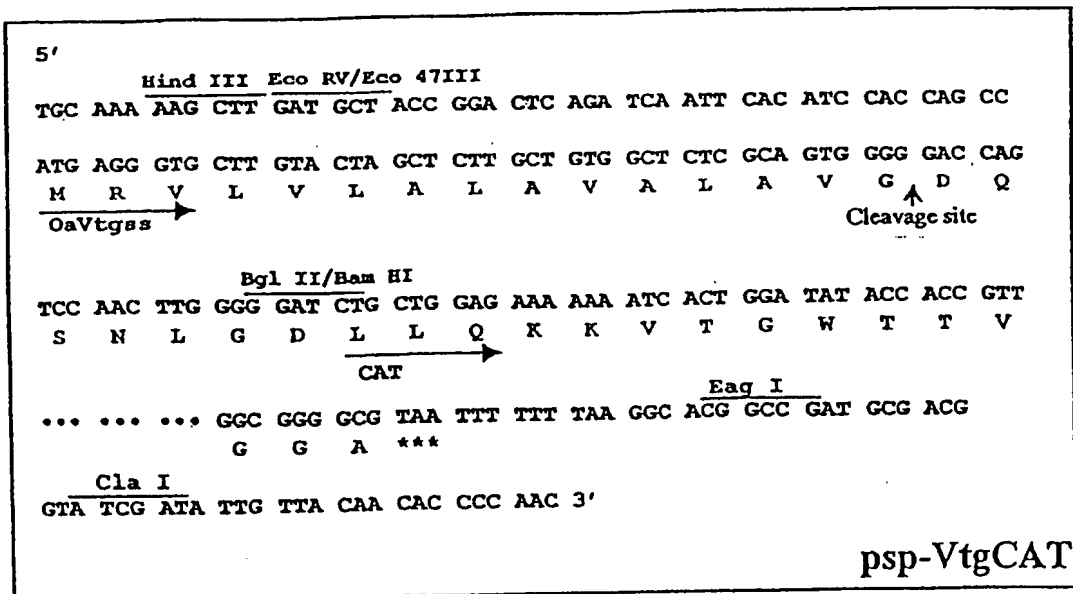 5'
Hind III Eco RV/Eco 47III
TGC AAA AAG CTT GAT GCT ACC GGA CTC AGA TCA ATT CAC ATC CAC CAG CC
ATG AGG GTG CTT GTA CTA GCT CTT GCT GTG GCT CTC GCA GTG GGG GAC CAG
M R V L V L A L A V A L A V G D Q
OaVtgss Cleavage site
Bgl II/Bam HI
TCC AAC TTG GGG GAT CTG CTG GAG AAA AAA ATC ACT GGA TAT ACC ACC GTT
S N L G D L L Q K K V T G W T T V
CAT
Eag I
... ... ... GGC GGG GCG TAA TTT TTT TAA GGC ACG GCC GAT GCG ACG
G G A ***
Cla I
GTA TCG ATA TTG TTA CAA CAC CCC AAC 3'
psp-VtgCAT